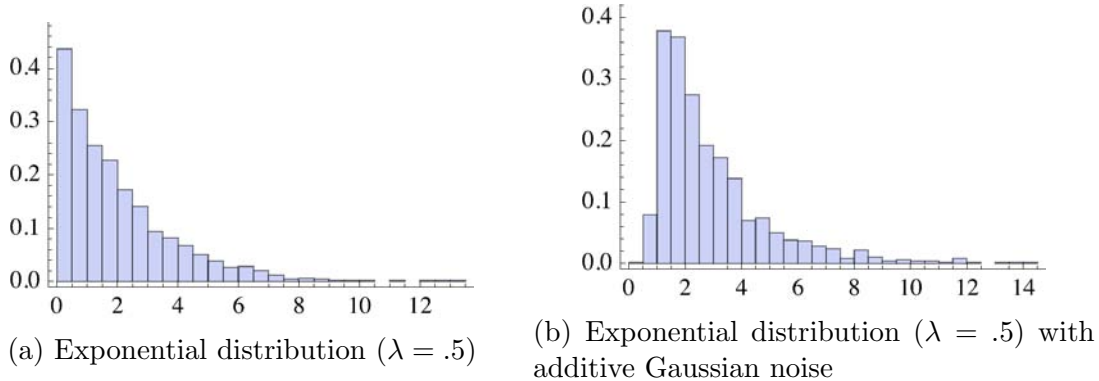 0.4
0.3
0.2
0.1
0.0
0 2 4 6 8 10 12
(a) Exponential distribution (λ = .5)
0.4
0.3
0.2
0.1
0.0
0 2 4 6 8 10 12 14
(b) Exponential distribution (λ = .5) with
additive Gaussian noise